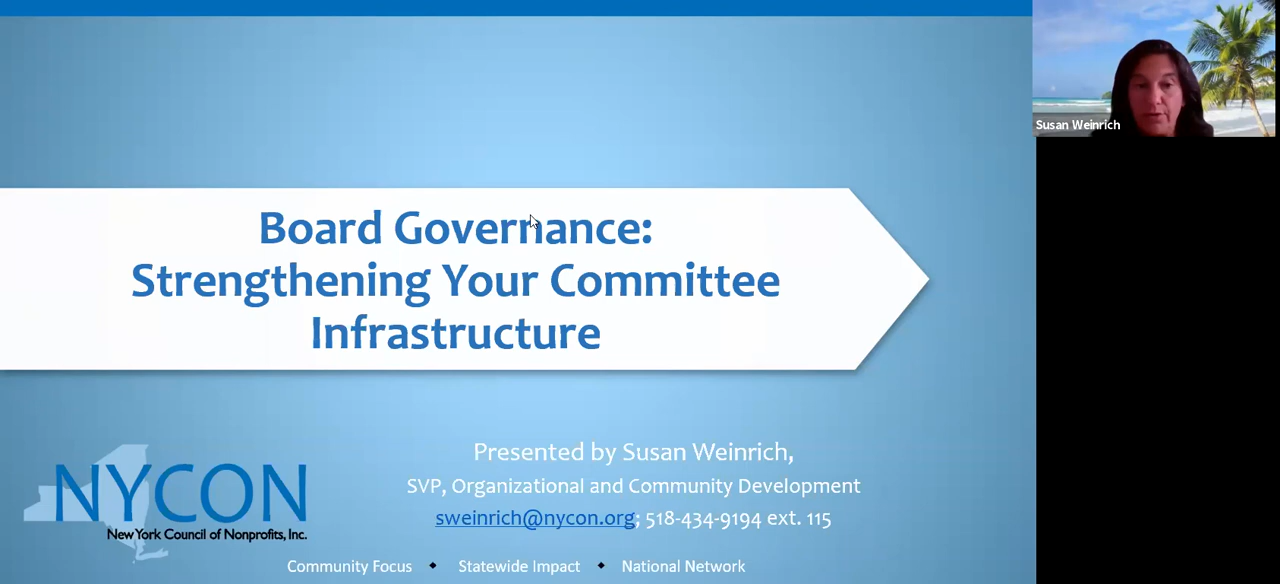 Board Governance:
Strengthening Your Committee
Infrastructure
Presented by Susan Weinrich,
SVP, Organizational and Community Development
sweinrich@nycon.org; 518-434-9194 ext. 115
NYCON
New York Council of Nonprofits, Inc.
Community Focus ◆ Statewide Impact ◆ National Network
Susan Weinrich